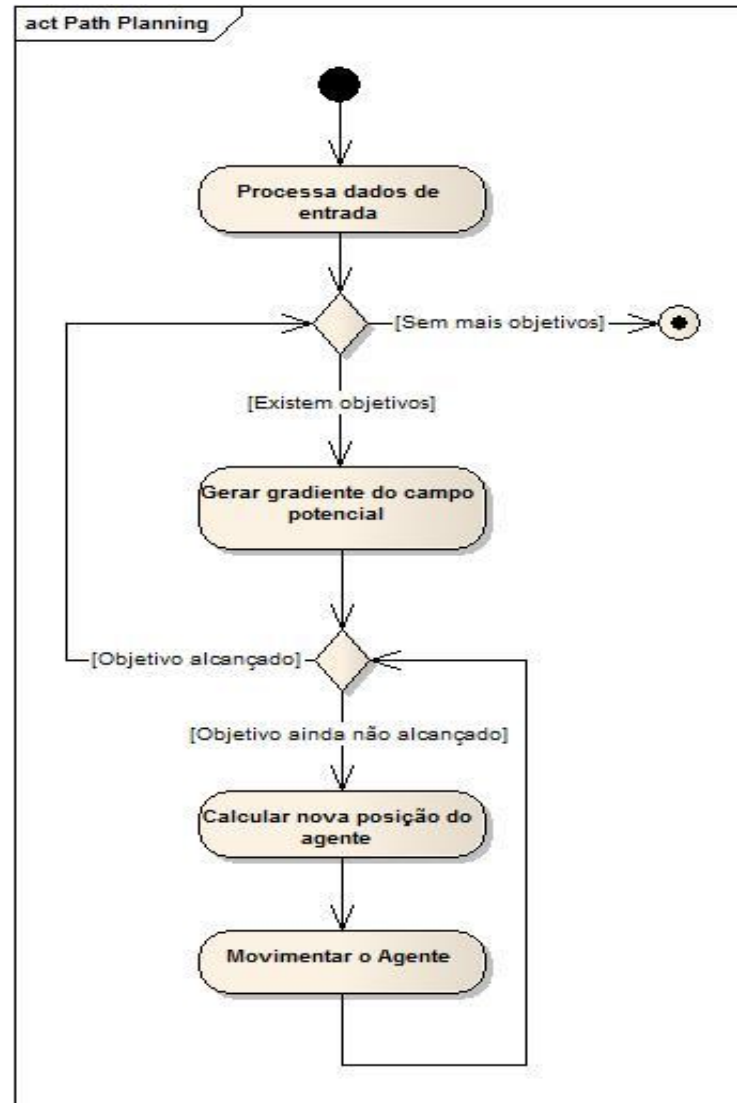 act Path Planning
Processa dados de
entrada
[Sem mais objetivos]
[Existem objetivos]
Gerar gradiente do campo
potencial
[Objetivo alcançado]
[Objetivo ainda não alcançado]
Calcular nova posição do
agente
Movimentar o Agente